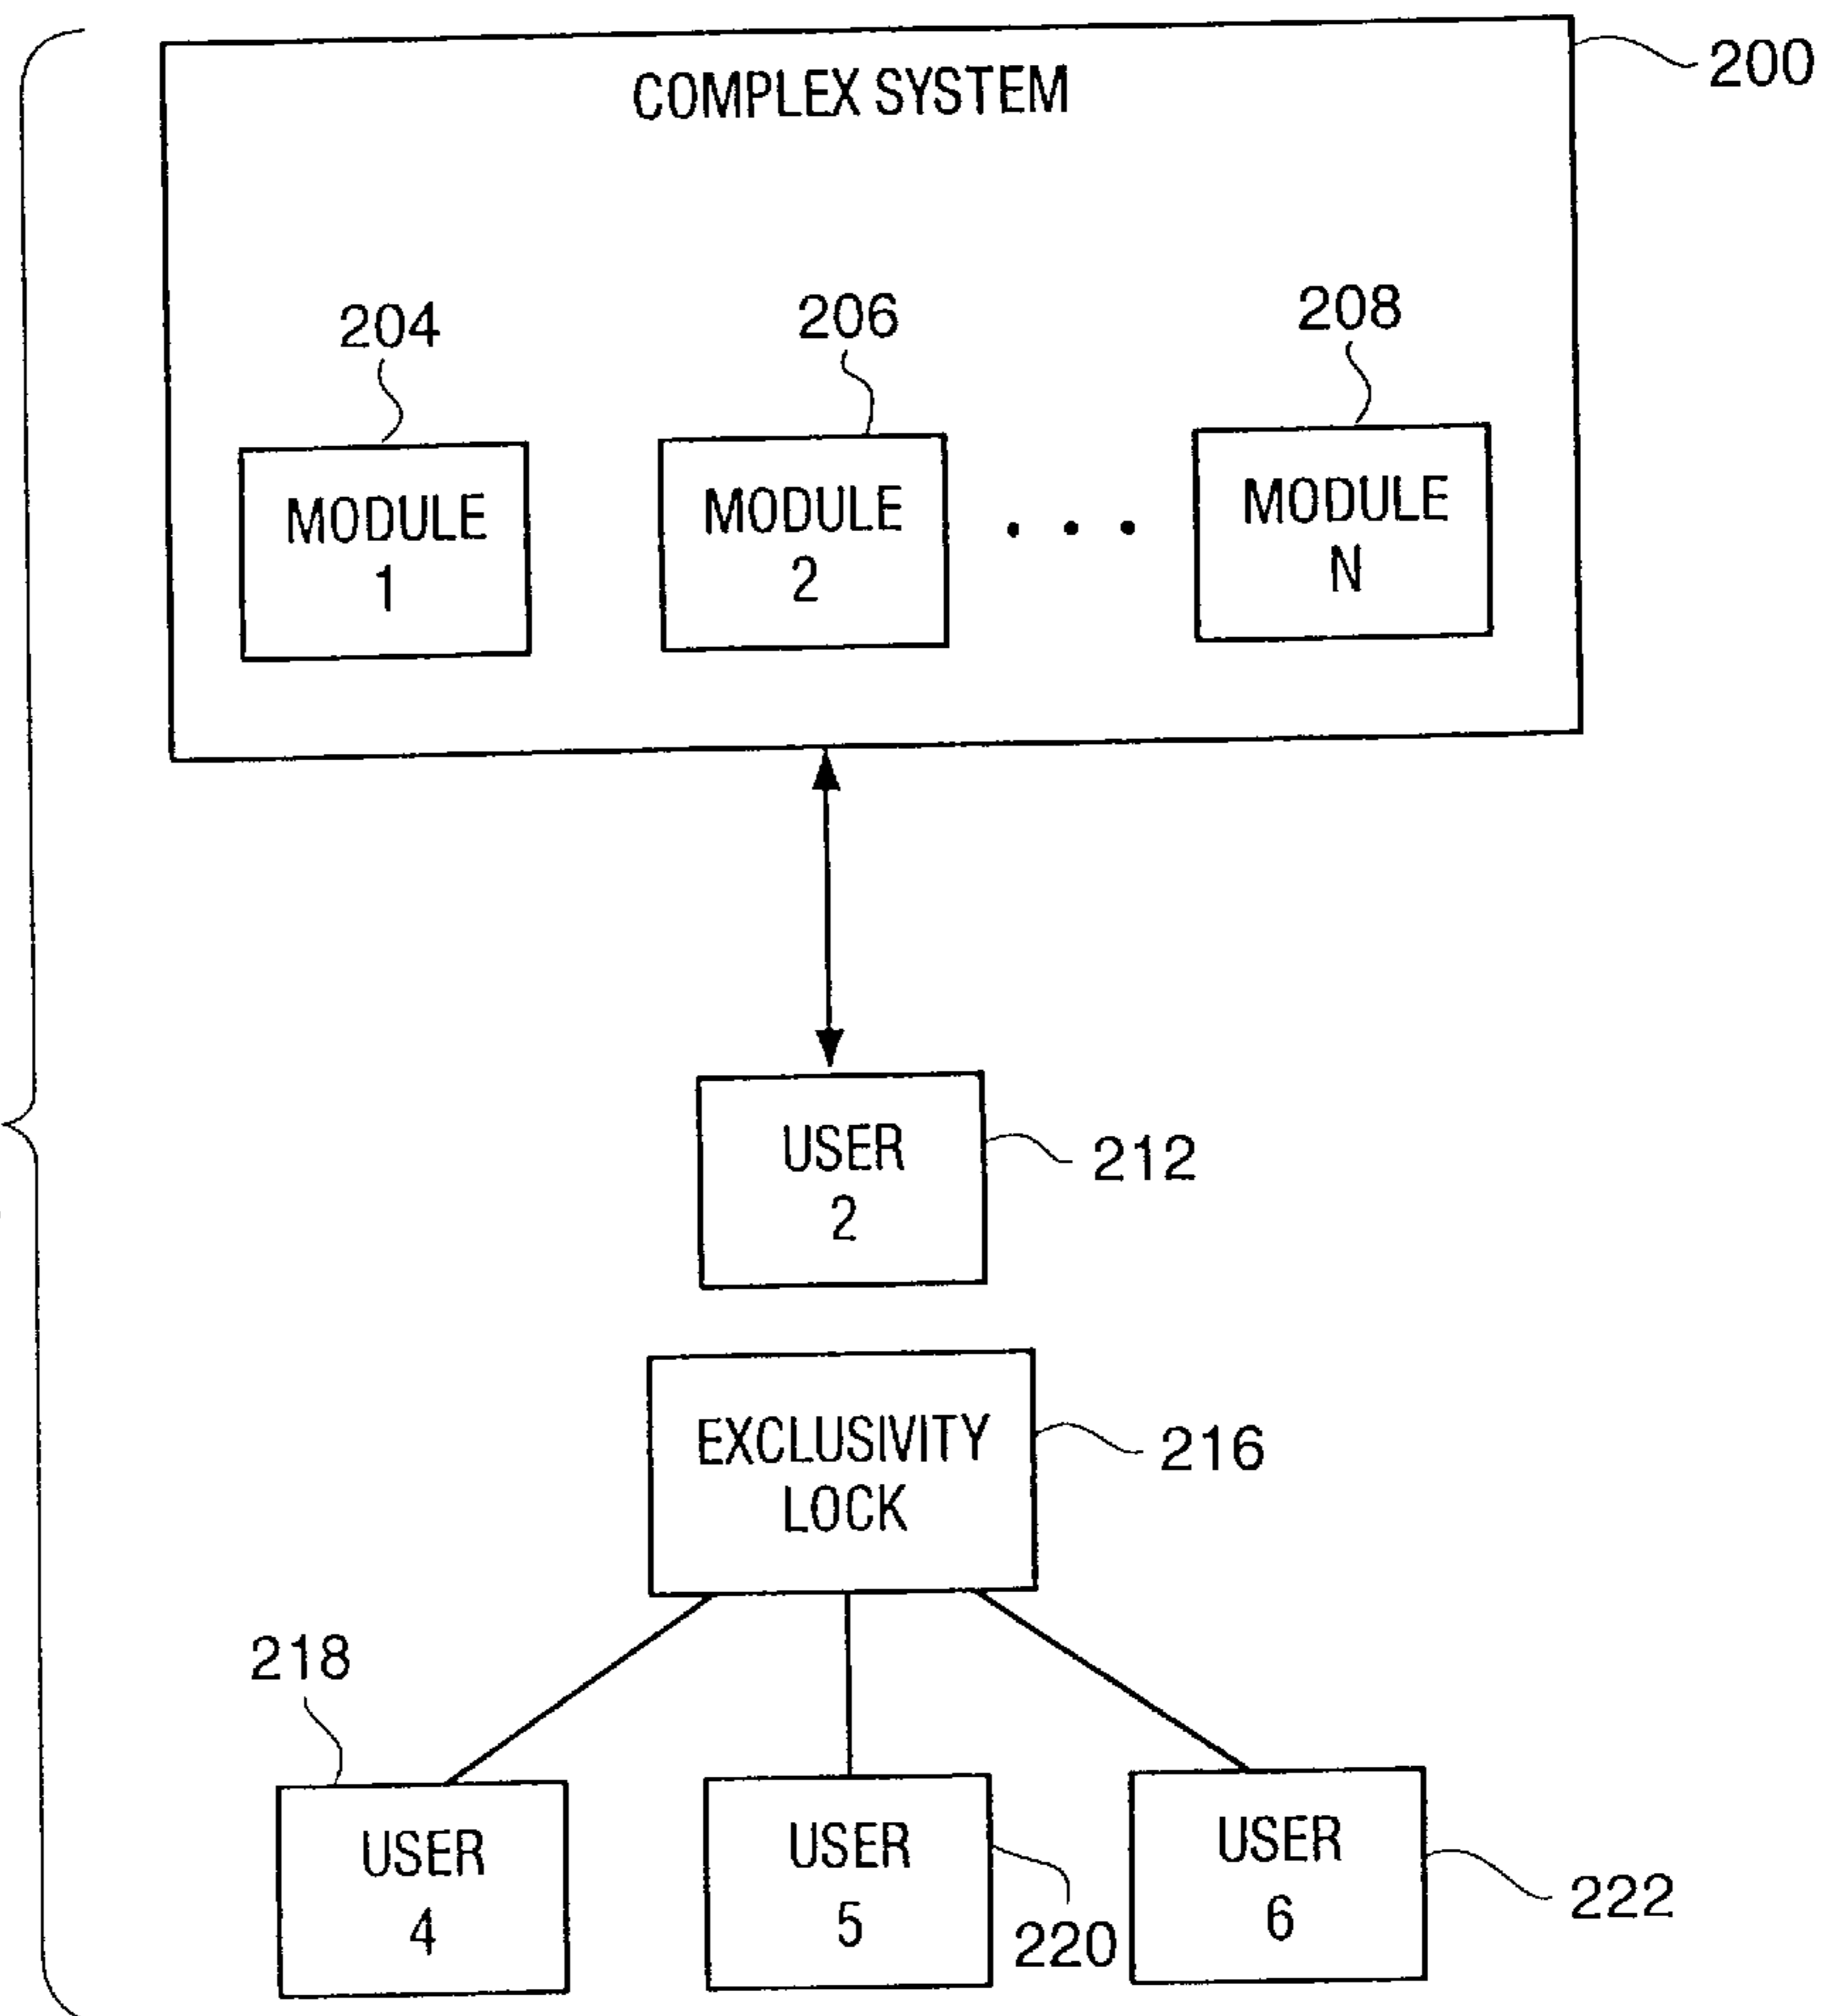 COMPLEX SYSTEM
200
204
206
208
MODULE
1
MODULE
2
. . .
MODULE
N
USER
2
212
EXCLUSIVITY
LOCK
216
218
USER
4
USER
5
220
USER
6
222